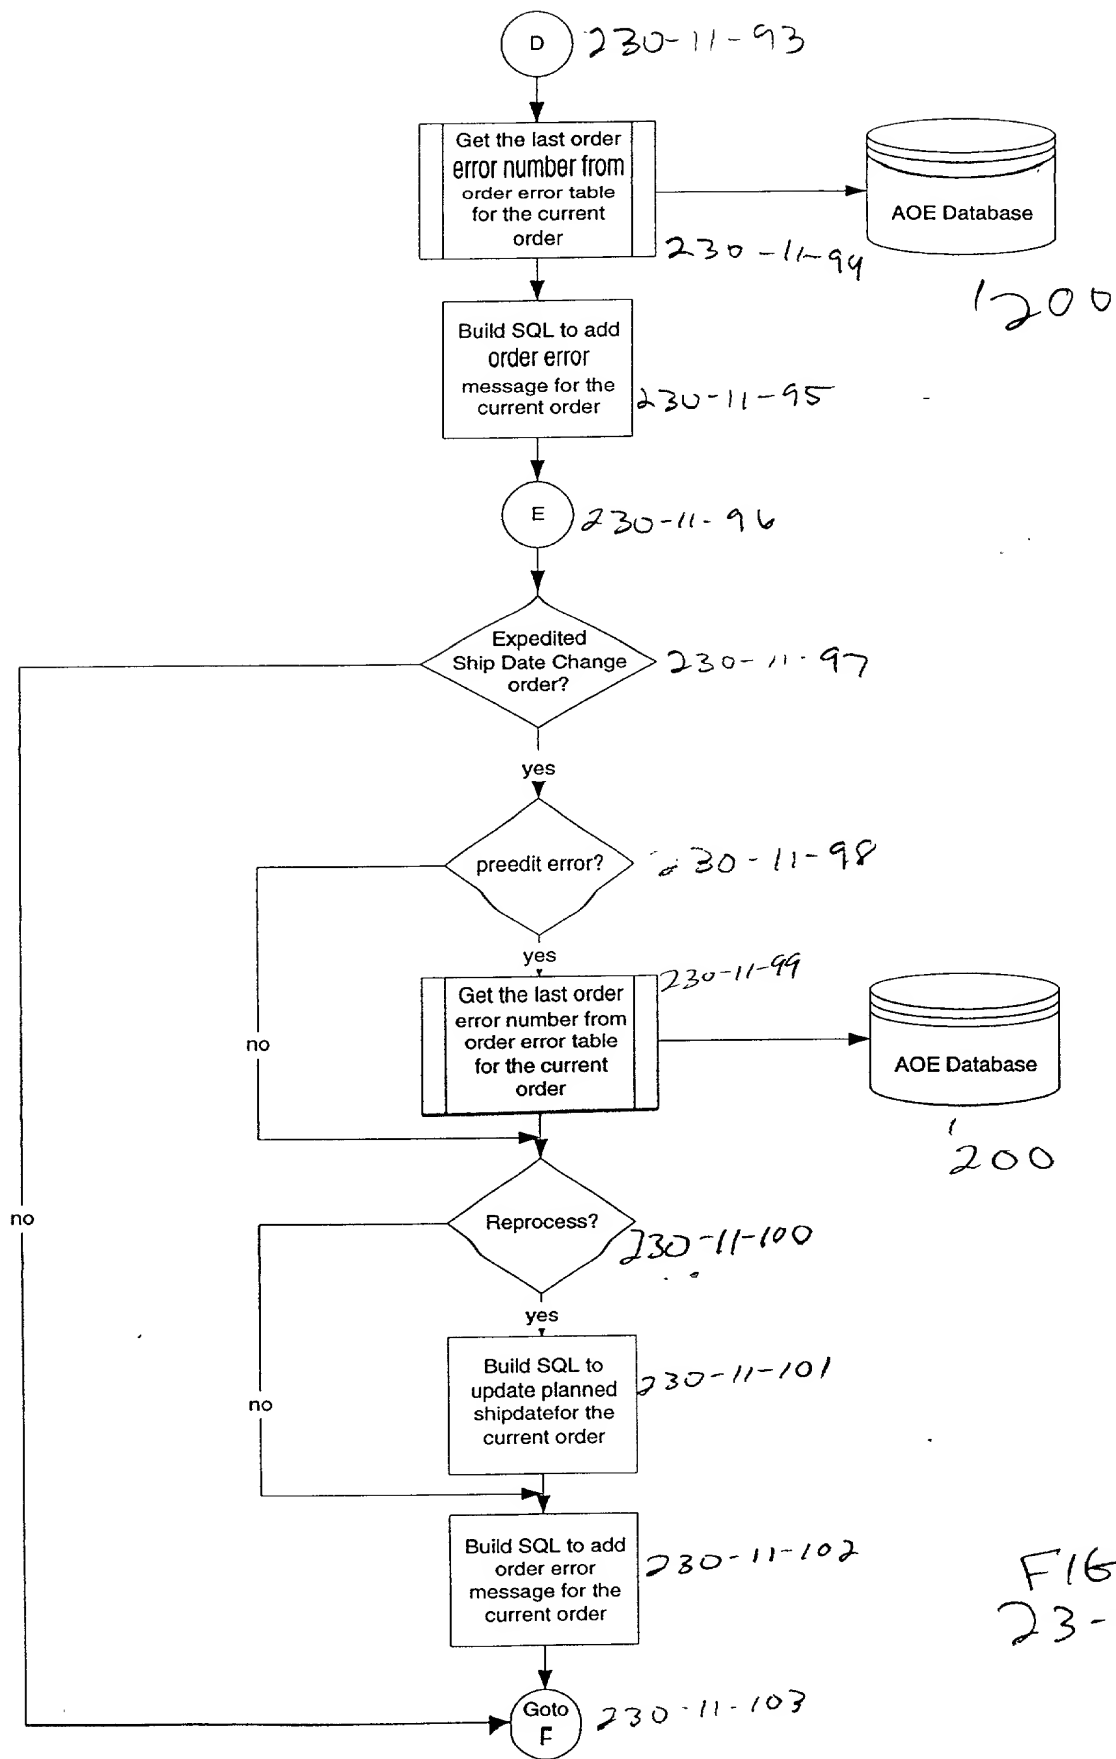 D 230-11-93
Get the last order
error number from
order error table
for the current
order
230-11-94
AOE Database
200
Build SQL to add
order error
message for the
current order
230-11-95
E 230-11-96
Expedited
Ship Date Change
order?
230-11-97
yes
preedit error?
230-11-98
yes
no
Get the last order
error number from
order error table
for the current
order
230-11-99
AOE Database
200
no
Reprocess?
230-11-100
yes
no
Build SQL to
update planned
shipdatefor the
current order
230-11-101
Build SQL to add
order error
message for the
current order
230-11-102
FIG
23-
Goto
F
230-11-103